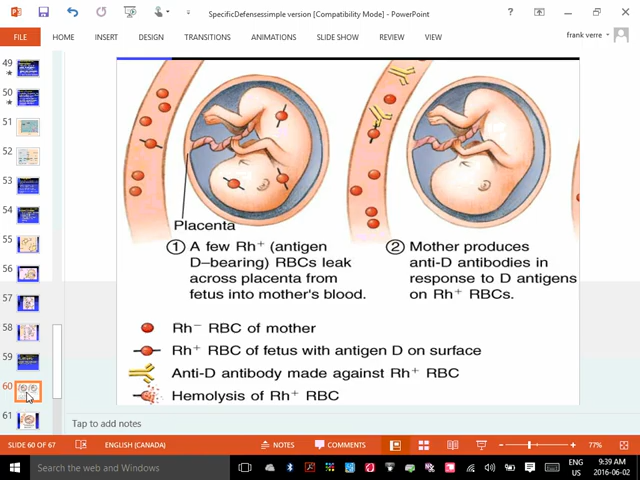 SpecificDefensessimple version [Compatibility Mode] - PowerPoint
FILE HOME INSERT DESIGN TRANSITIONS ANIMATIONS SLIDE SHOW REVIEW VIEW frank verre
49
50
51
52
53
54
55
56
57
58
59
60
61
Placenta
1 A few Rh+ (antigen
D–bearing) RBCs leak
across placenta from
fetus into mother's blood.
2 Mother produces
anti-D antibodies in
response to D antigens
on Rh+ RBCs.
Rh− RBC of mother
Rh+ RBC of fetus with antigen D on surface
Anti-D antibody made against Rh+ RBC
Hemolysis of Rh+ RBC
Tap to add notes
SLIDE 60 OF 67 ENGLISH (CANADA) NOTES COMMENTS 77%
Search the web and Windows
ENG
US
9:39 AM
2016-06-02